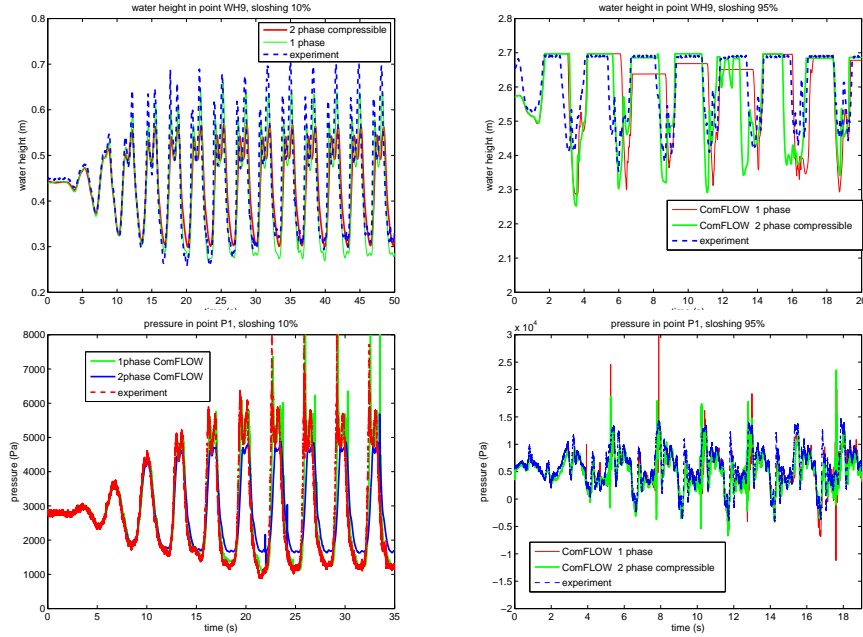 water height in point WH9, sloshing 10%
2 phase compressible
1 phase
experiment
water height (m)
0.8
0.7
0.6
0.5
0.4
0.3
0.2
0 5 10 15 20 25 30 35 40 45 50
time (s)
water height in point WH9, sloshing 95%
ComFLOW 1 phase
ComFLOW 2 phase compressible
experiment
water height (m)
2.8
2.7
2.6
2.5
2.4
2.3
2.2
2.1
2
0 2 4 6 8 10 12 14 16 18 20
time (s)
pressure in point P1, sloshing 10%
1phase ComFLOW
2phase ComFLOW
experiment
pressure (Pa)
8000
7000
6000
5000
4000
3000
2000
1000
0
0 5 10 15 20 25 30 35
time (s)
pressure in point P1, sloshing 95%
x 10^4
ComFLOW 1 phase
ComFLOW 2 phase compressible
experiment
pressure (Pa)
3
2.5
2
1.5
1
0.5
0
−0.5
−1
−1.5
−2
0 2 4 6 8 10 12 14 16 18
time (s)